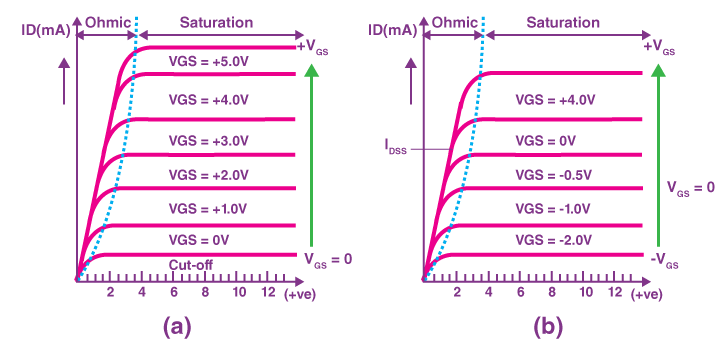 ID(mA)
Ohmic
Saturation
+VGS
VGS = +5.0V
VGS = +4.0V
VGS = +3.0V
VGS = +2.0V
VGS = +1.0V
VGS = 0V
VGS = 0
Cut-off
2 4 6 8 10 12 (+ve)
(a)
ID(mA)
Ohmic
Saturation
+VGS
VGS = +4.0V
IDSS
VGS = 0V
VGS = -0.5V
VGS = 0
VGS = -1.0V
VGS = -2.0V
-VGS
2 4 6 8 10 12 (+ve)
(b)